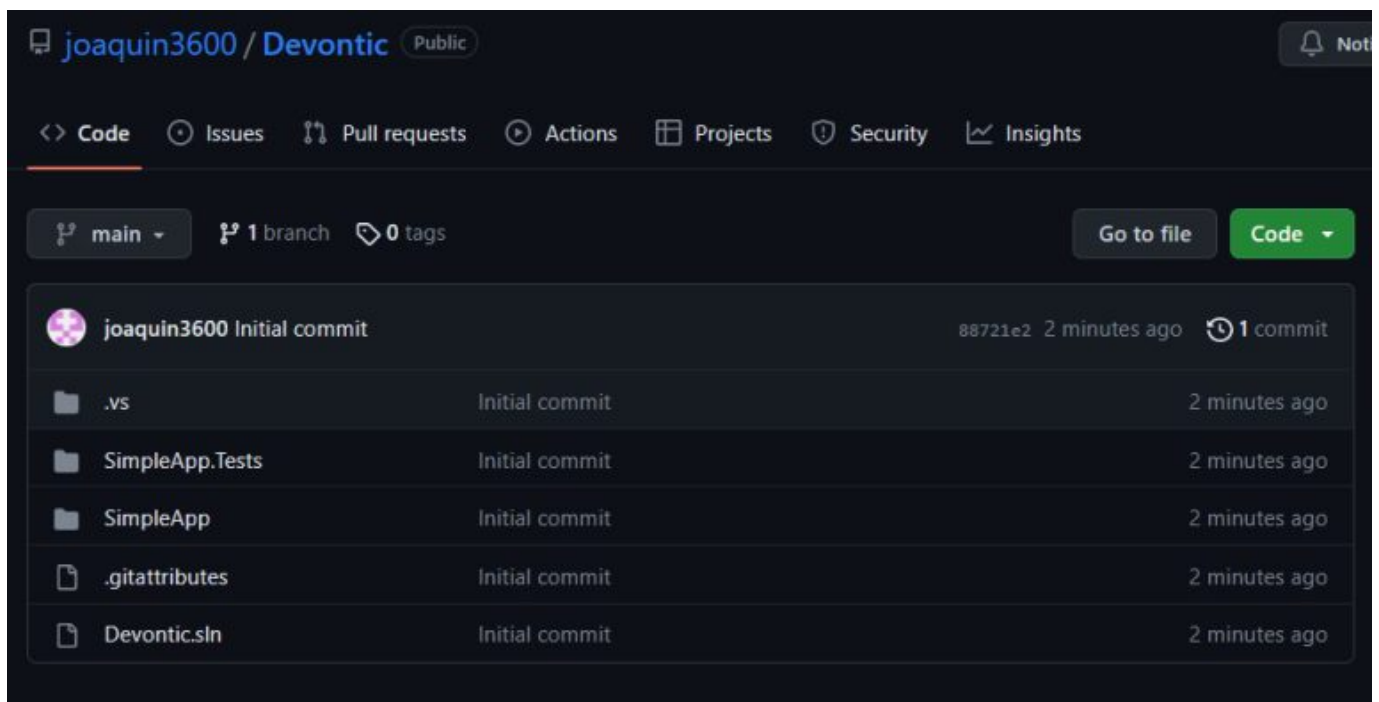 joaquin3600 / Devontic Public Noti
Code Issues Pull requests Actions Projects Security Insights
main 1 branch 0 tags Go to file Code
joaquin3600 Initial commit 88721e2 2 minutes ago 1 commit
.vs Initial commit 2 minutes ago
SimpleApp.Tests Initial commit 2 minutes ago
SimpleApp Initial commit 2 minutes ago
.gitattributes Initial commit 2 minutes ago
Devontic.sln Initial commit 2 minutes ago